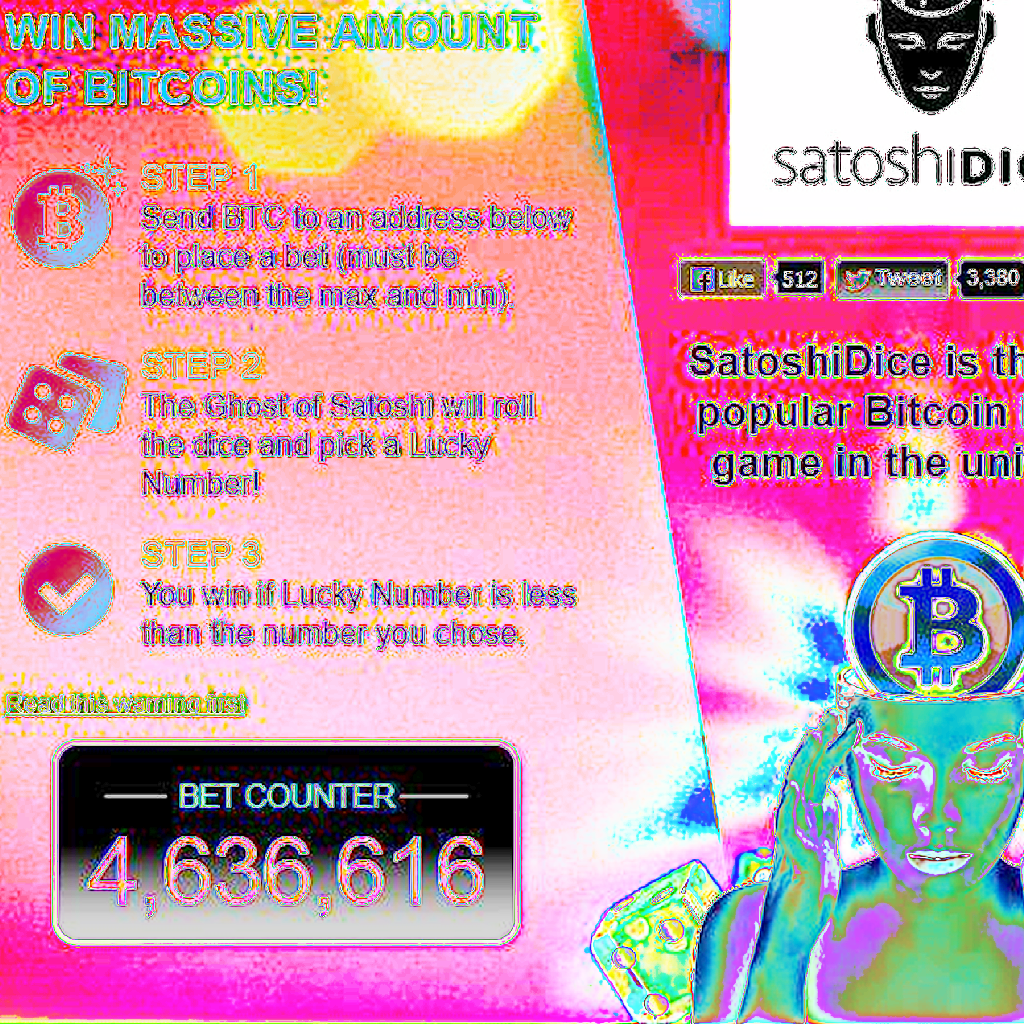 WIN MASSIVE AMOUNT
OF BITCOINS!
STEP 1
Send BTC to an address below
to place a bet (must be
between the max and min).
STEP 2
The Ghost of Satoshi will roll
the dice and pick a Lucky
Number!
STEP 3
You win if Lucky Number is less
than the number you chose.
Read this warning first
BET COUNTER
4,636,616
satoshiDIC
Like 512 Tweet 3,380
SatoshiDice is th
popular Bitcoin
game in the uni